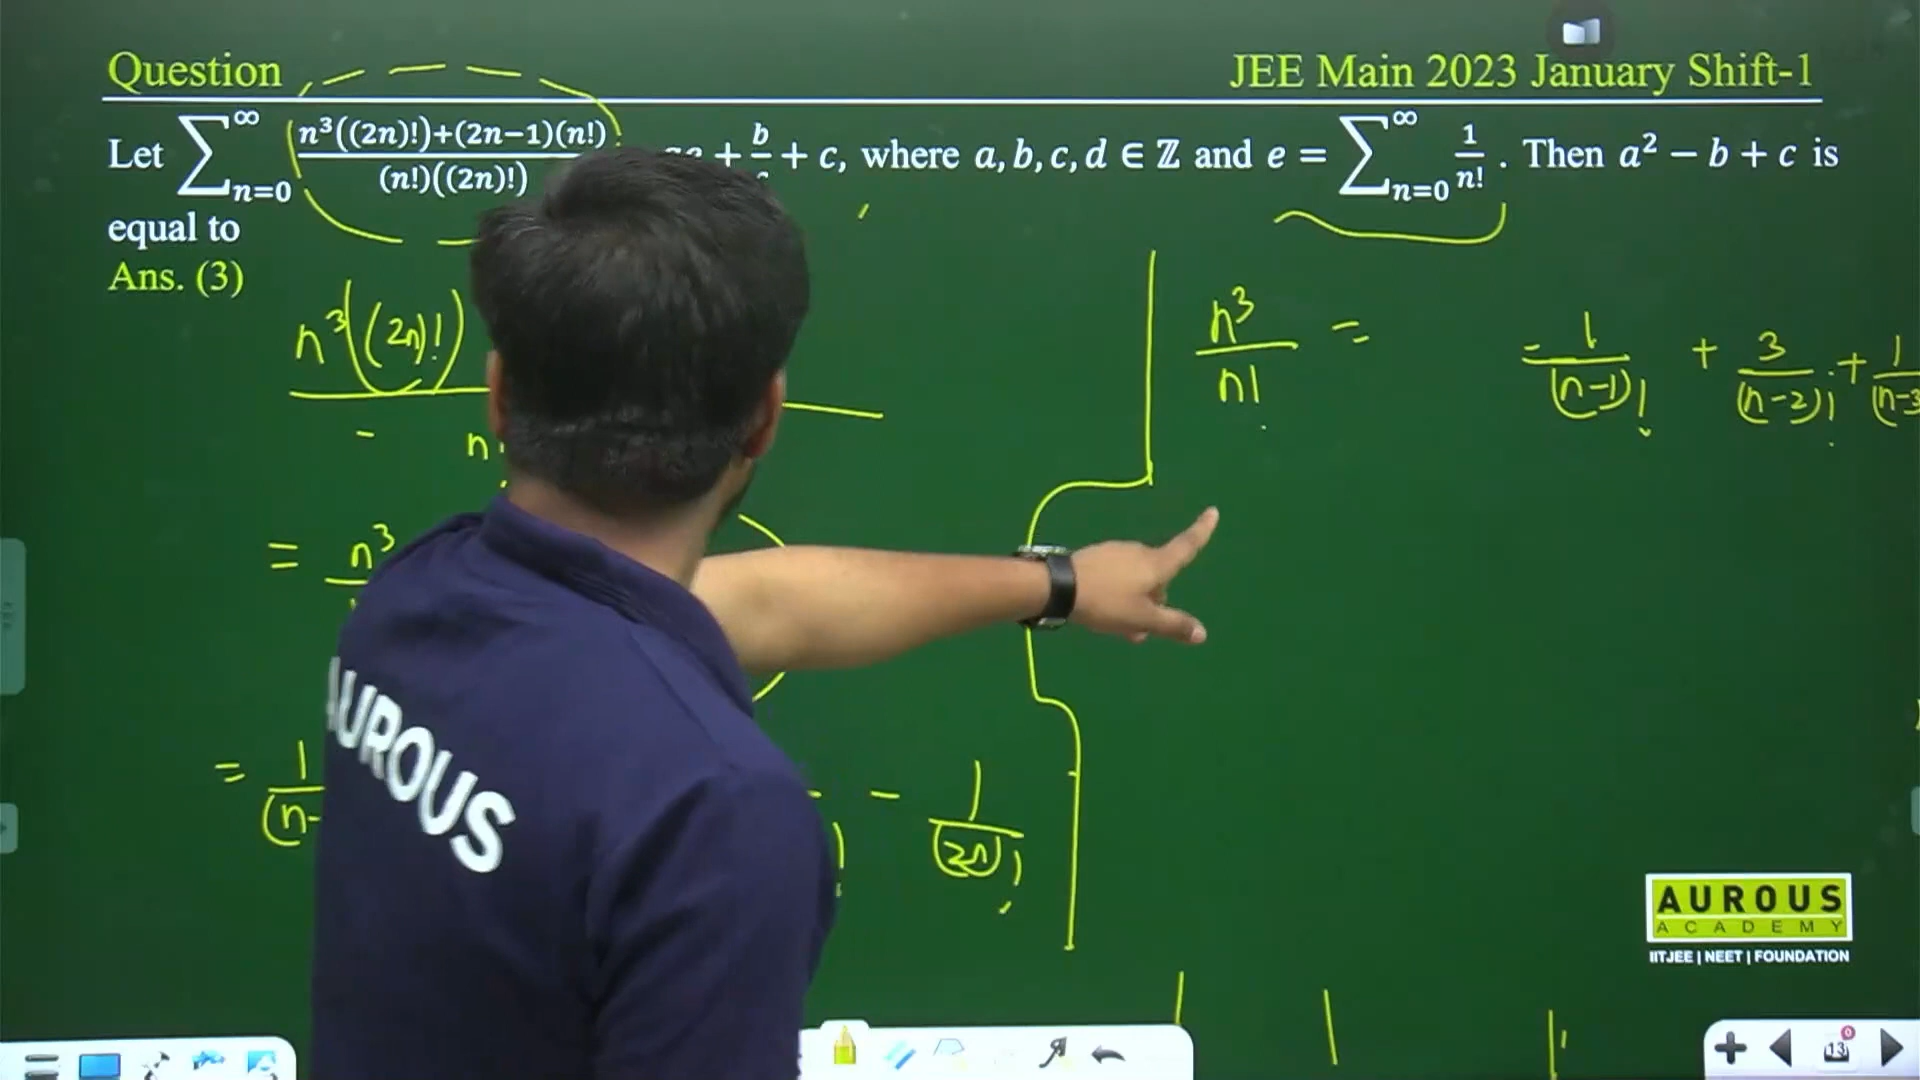 Question
JEE Main 2023 January Shift-1
Let ∑_{n=0}^{∞} (n³((2n)!)+(2n−1)(n!))/((n!)((2n)!)) + b/ + c, where a, b, c, d ∈ ℤ and e = ∑_{n=0}^{∞} 1/n! . Then a² − b + c is
equal to
Ans. (3)
n³((2n)!)
n³/n! = = 1/(n-1)! + 3/(n-2)! + 1/(n-3
= n³
= 1/(n- - 1/(2n)!
AUROUS
AUROUS
ACADEMY
IITJEE | NEET | FOUNDATION
13